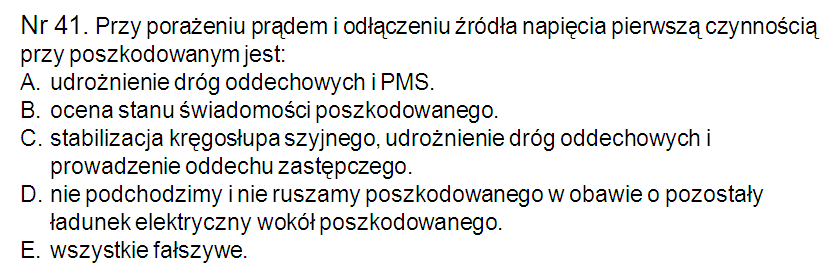 Nr 41. Przy porażeniu prądem i odłączeniu źródła napięcia pierwszą czynnością
przy poszkodowanym jest:
A. udrożnienie dróg oddechowych i PMS.
B. ocena stanu świadomości poszkodowanego.
C. stabilizacja kręgosłupa szyjnego, udrożnienie dróg oddechowych i
prowadzenie oddechu zastępczego.
D. nie podchodzimy i nie ruszamy poszkodowanego w obawie o pozostały
ładunek elektryczny wokół poszkodowanego.
E. wszystkie fałszywe.